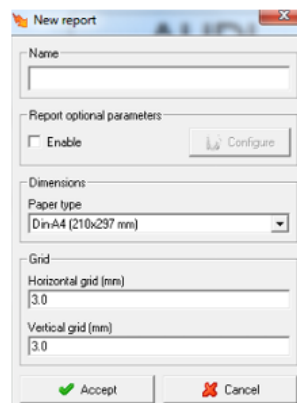 New report
Name
Report optional parameters
Enable
Configure
Dimensions
Paper type
Din-A4 (210x297 mm)
Grid
Horizontal grid (mm)
3.0
Vertical grid (mm)
3.0
Accept
Cancel